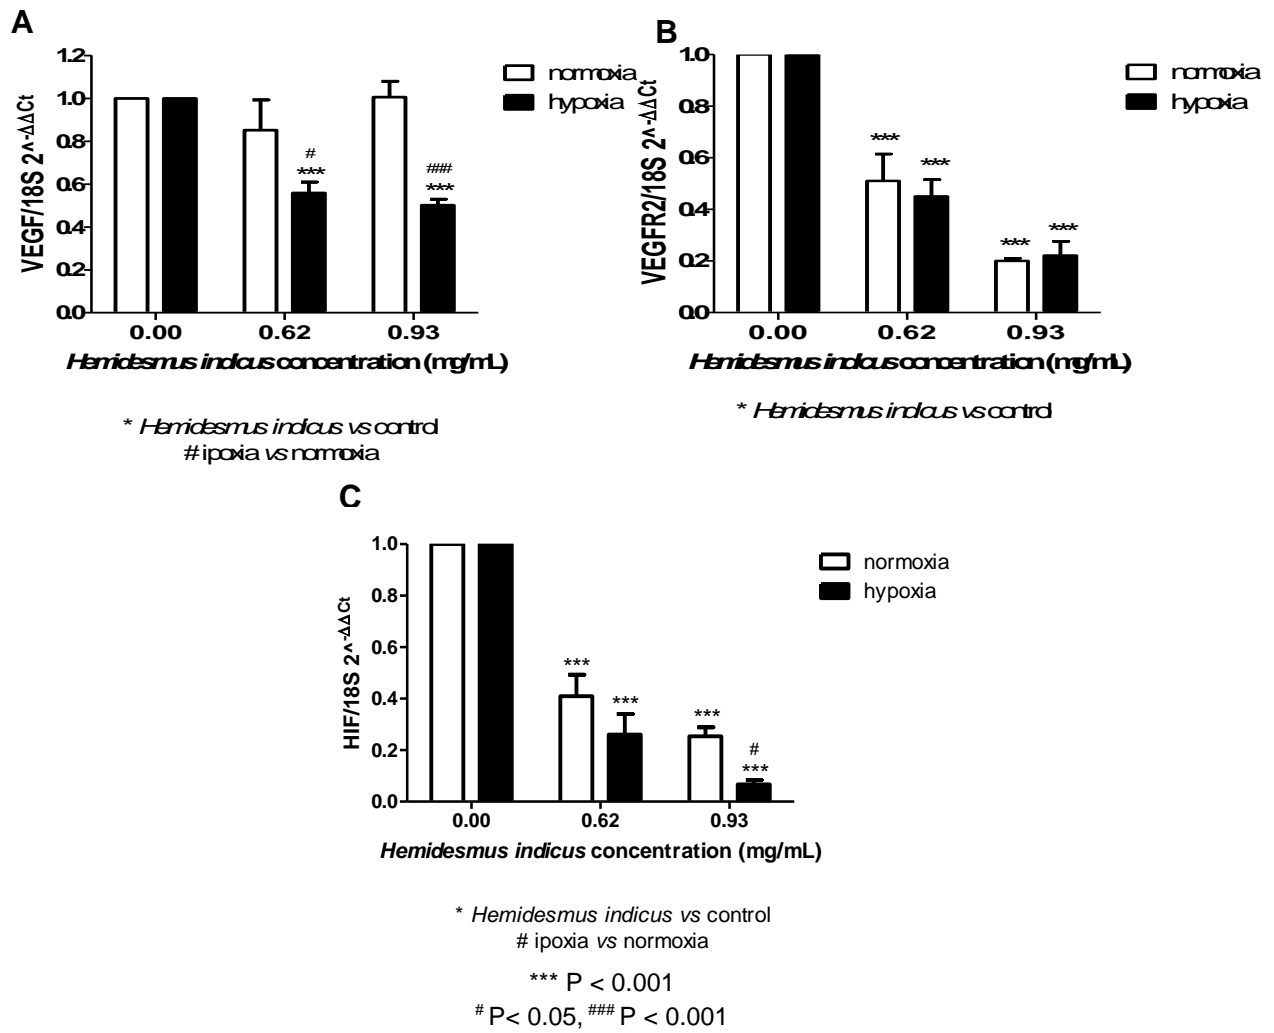 A
VEGF/18S 2^-ΔΔCt
1.2
1.0
0.8
0.6
0.4
0.2
0.0
normoxia
hypoxia
#
***
###
***
0.00 0.62 0.93
Hemidesmus indicus concentration (mg/mL)
* Hemidesmus indicus vs control
# ipoxia vs normoxia
B
VEGFR2/18S 2^-ΔΔCt
1.0
0.8
0.6
0.4
0.2
0.0
normoxia
hypoxia
***
***
***
***
0.00 0.62 0.93
Hemidesmus indicus concentration (mg/mL)
* Hemidesmus indicus vs control
C
HIF/18S 2^-ΔΔCt
1.0
0.8
0.6
0.4
0.2
0.0
normoxia
hypoxia
***
***
***
#
***
0.00 0.62 0.93
Hemidesmus indicus concentration (mg/mL)
* Hemidesmus indicus vs control
# ipoxia vs normoxia
*** P < 0.001
# P< 0.05, ### P < 0.001